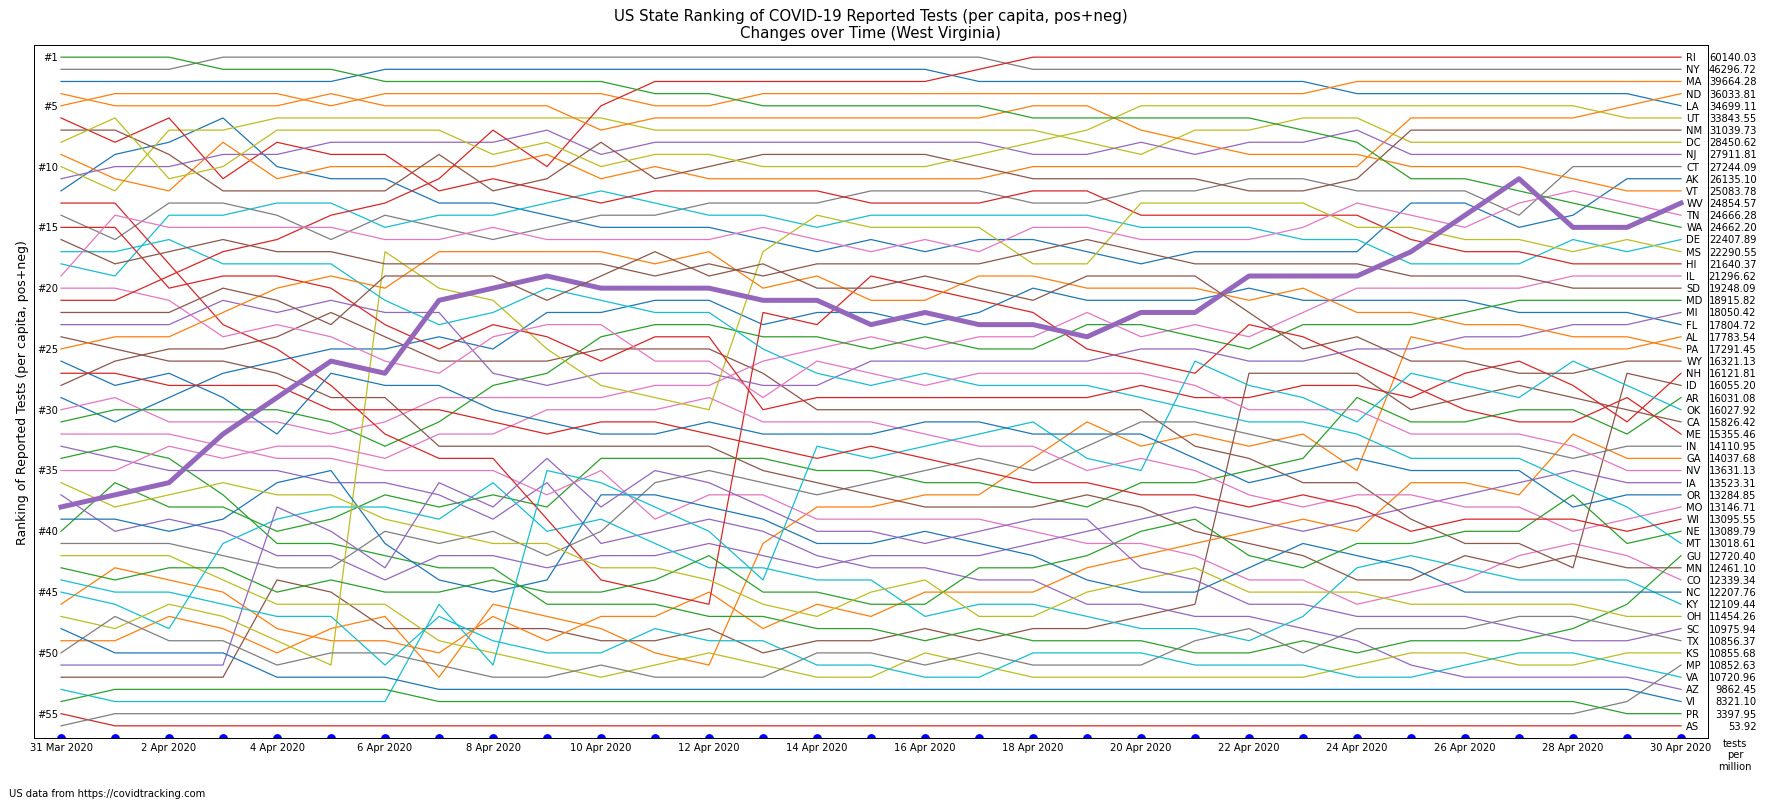 US State Ranking of COVID-19 Reported Tests (per capita, pos+neg)
Changes over Time (West Virginia)
Ranking of Reported Tests (per capita, pos+neg)
#1
#5
#10
#15
#20
#25
#30
#35
#40
#45
#50
#55
RI 60140.03
NY 46296.72
MA 39664.28
ND 36033.81
LA 34699.11
UT 33843.55
NM 31039.73
DC 28450.62
NJ 27911.81
CT 27244.09
AK 26135.10
VT 25083.78
WV 24854.57
TN 24666.28
WA 24662.20
DE 22407.89
MS 22290.55
HI 21640.37
IL 21296.62
SD 19248.09
MD 18915.82
MI 18050.42
FL 17804.72
AL 17783.54
PA 17291.45
WY 16321.13
NH 16121.81
ID 16055.20
AR 16031.08
OK 16027.92
CA 15826.42
ME 15355.46
IN 14110.95
GA 14037.68
NV 13631.13
IA 13523.31
OR 13284.85
MO 13146.71
WI 13095.55
NE 13089.79
MT 13018.61
GU 12720.40
MN 12461.10
CO 12339.34
NC 12207.76
KY 12109.44
OH 11454.26
SC 10975.94
TX 10856.37
KS 10855.68
MP 10852.63
VA 10720.96
AZ 9862.45
VI 8321.10
PR 3397.95
AS 53.92
31 Mar 2020
2 Apr 2020
4 Apr 2020
6 Apr 2020
8 Apr 2020
10 Apr 2020
12 Apr 2020
14 Apr 2020
16 Apr 2020
18 Apr 2020
20 Apr 2020
22 Apr 2020
24 Apr 2020
26 Apr 2020
28 Apr 2020
30 Apr 2020
tests
per
million
US data from https://covidtracking.com